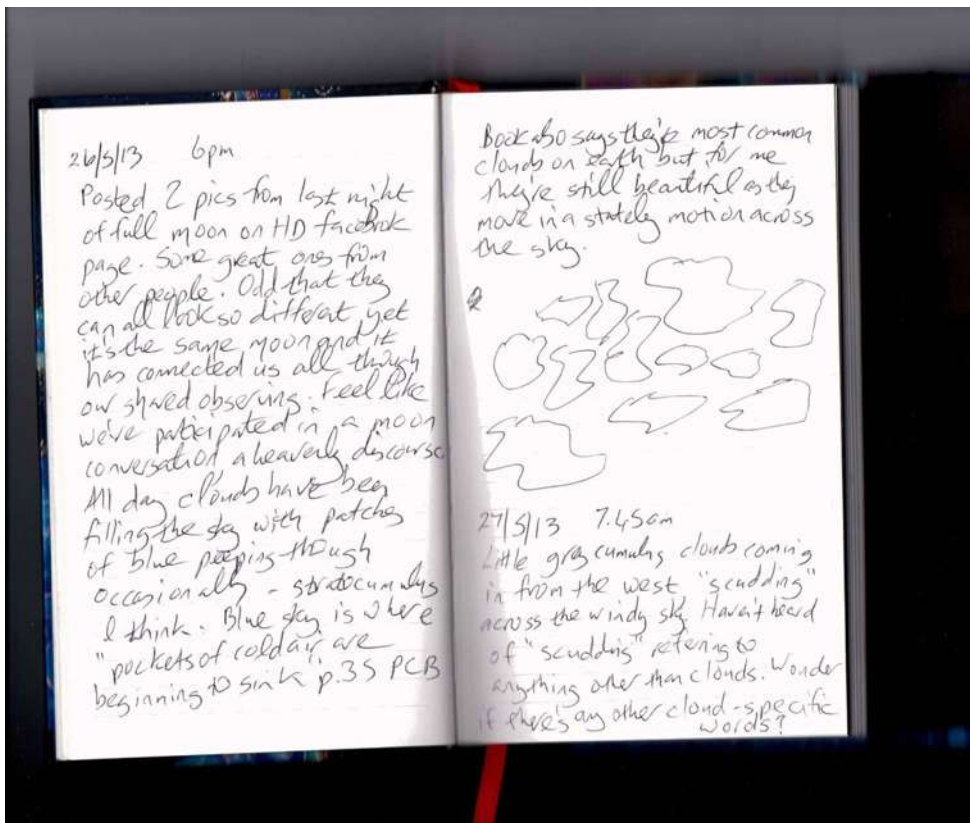 26/5/13 6pm
Posted 2 pics from last night
of full moon on HD facebook
page. Some great ones from
other people. Odd that they
can all look so different yet
it's the same moon and it
has connected us all though
our shared observing. Feel like
we've participated in a moon
conversation a heavenly discourse
All day clouds have been
filling the sky with patches
of blue peeping though
occasionally - stratocumulus
I think. Blue sky is where
"pockets of cold air are
beginning to sink" p.35 PCB
Book also says they're most common
clouds on earth but for me
they're still beautiful as they
move in a stately motion across
the sky.
27/5/13 7.45am
Little grey cumulus clouds coming
in from the west, "scudding"
across the windy sky. Haven't heard
of "scudding" refering to
anything other than clouds. Wonder
if there's any other cloud-specific
words?